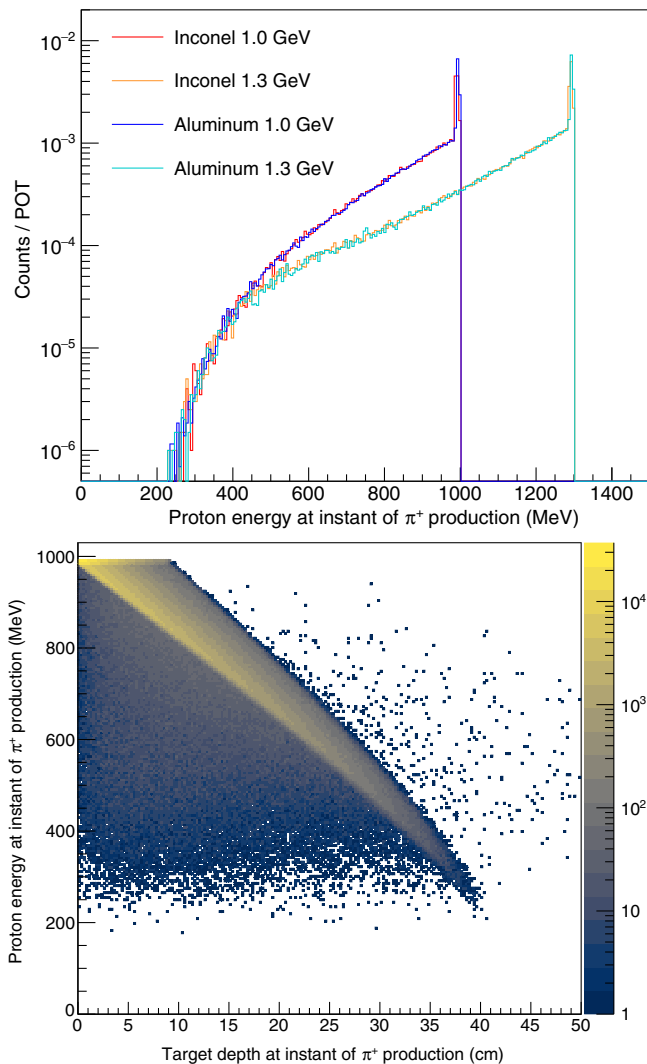 Counts / POT
Inconel 1.0 GeV
Inconel 1.3 GeV
Aluminum 1.0 GeV
Aluminum 1.3 GeV
10⁻²
10⁻³
10⁻⁴
10⁻⁵
10⁻⁶
0 200 400 600 800 1000 1200 1400
Proton energy at instant of π⁺ production (MeV)
Proton energy at instant of π⁺ production (MeV)
1000
800
600
400
200
0
0 5 10 15 20 25 30 35 40 45 50
Target depth at instant of π⁺ production (cm)
10⁴
10³
10²
10
1